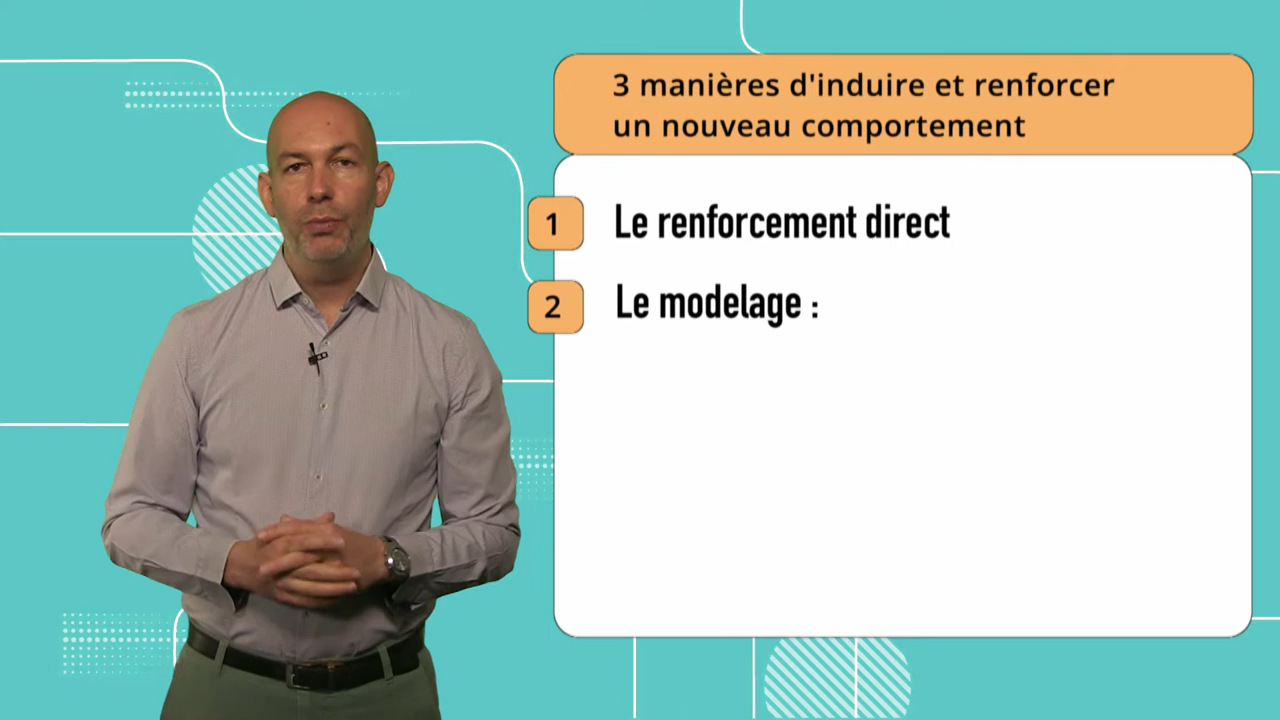 3 manières d'induire et renforcer
un nouveau comportement
1 Le renforcement direct
2 Le modelage :